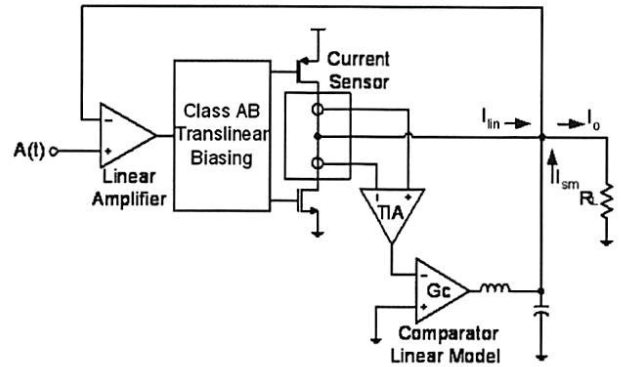 Current
Sensor
Class AB
Translinear
Biasing
A(t)
-
+
Linear
Amplifier
I_lin
I_o
I_sm
R_L
-
+
TIA
-
+
Gc
Comparator
Linear Model